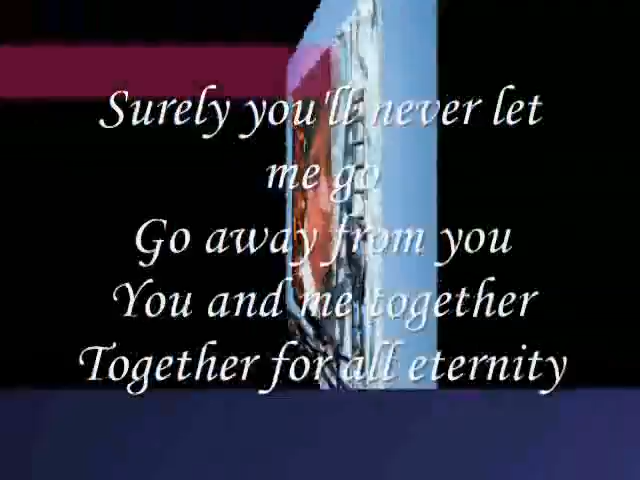 Surely you'll never let
me go
Go away from you
You and me together
Together for all eternity